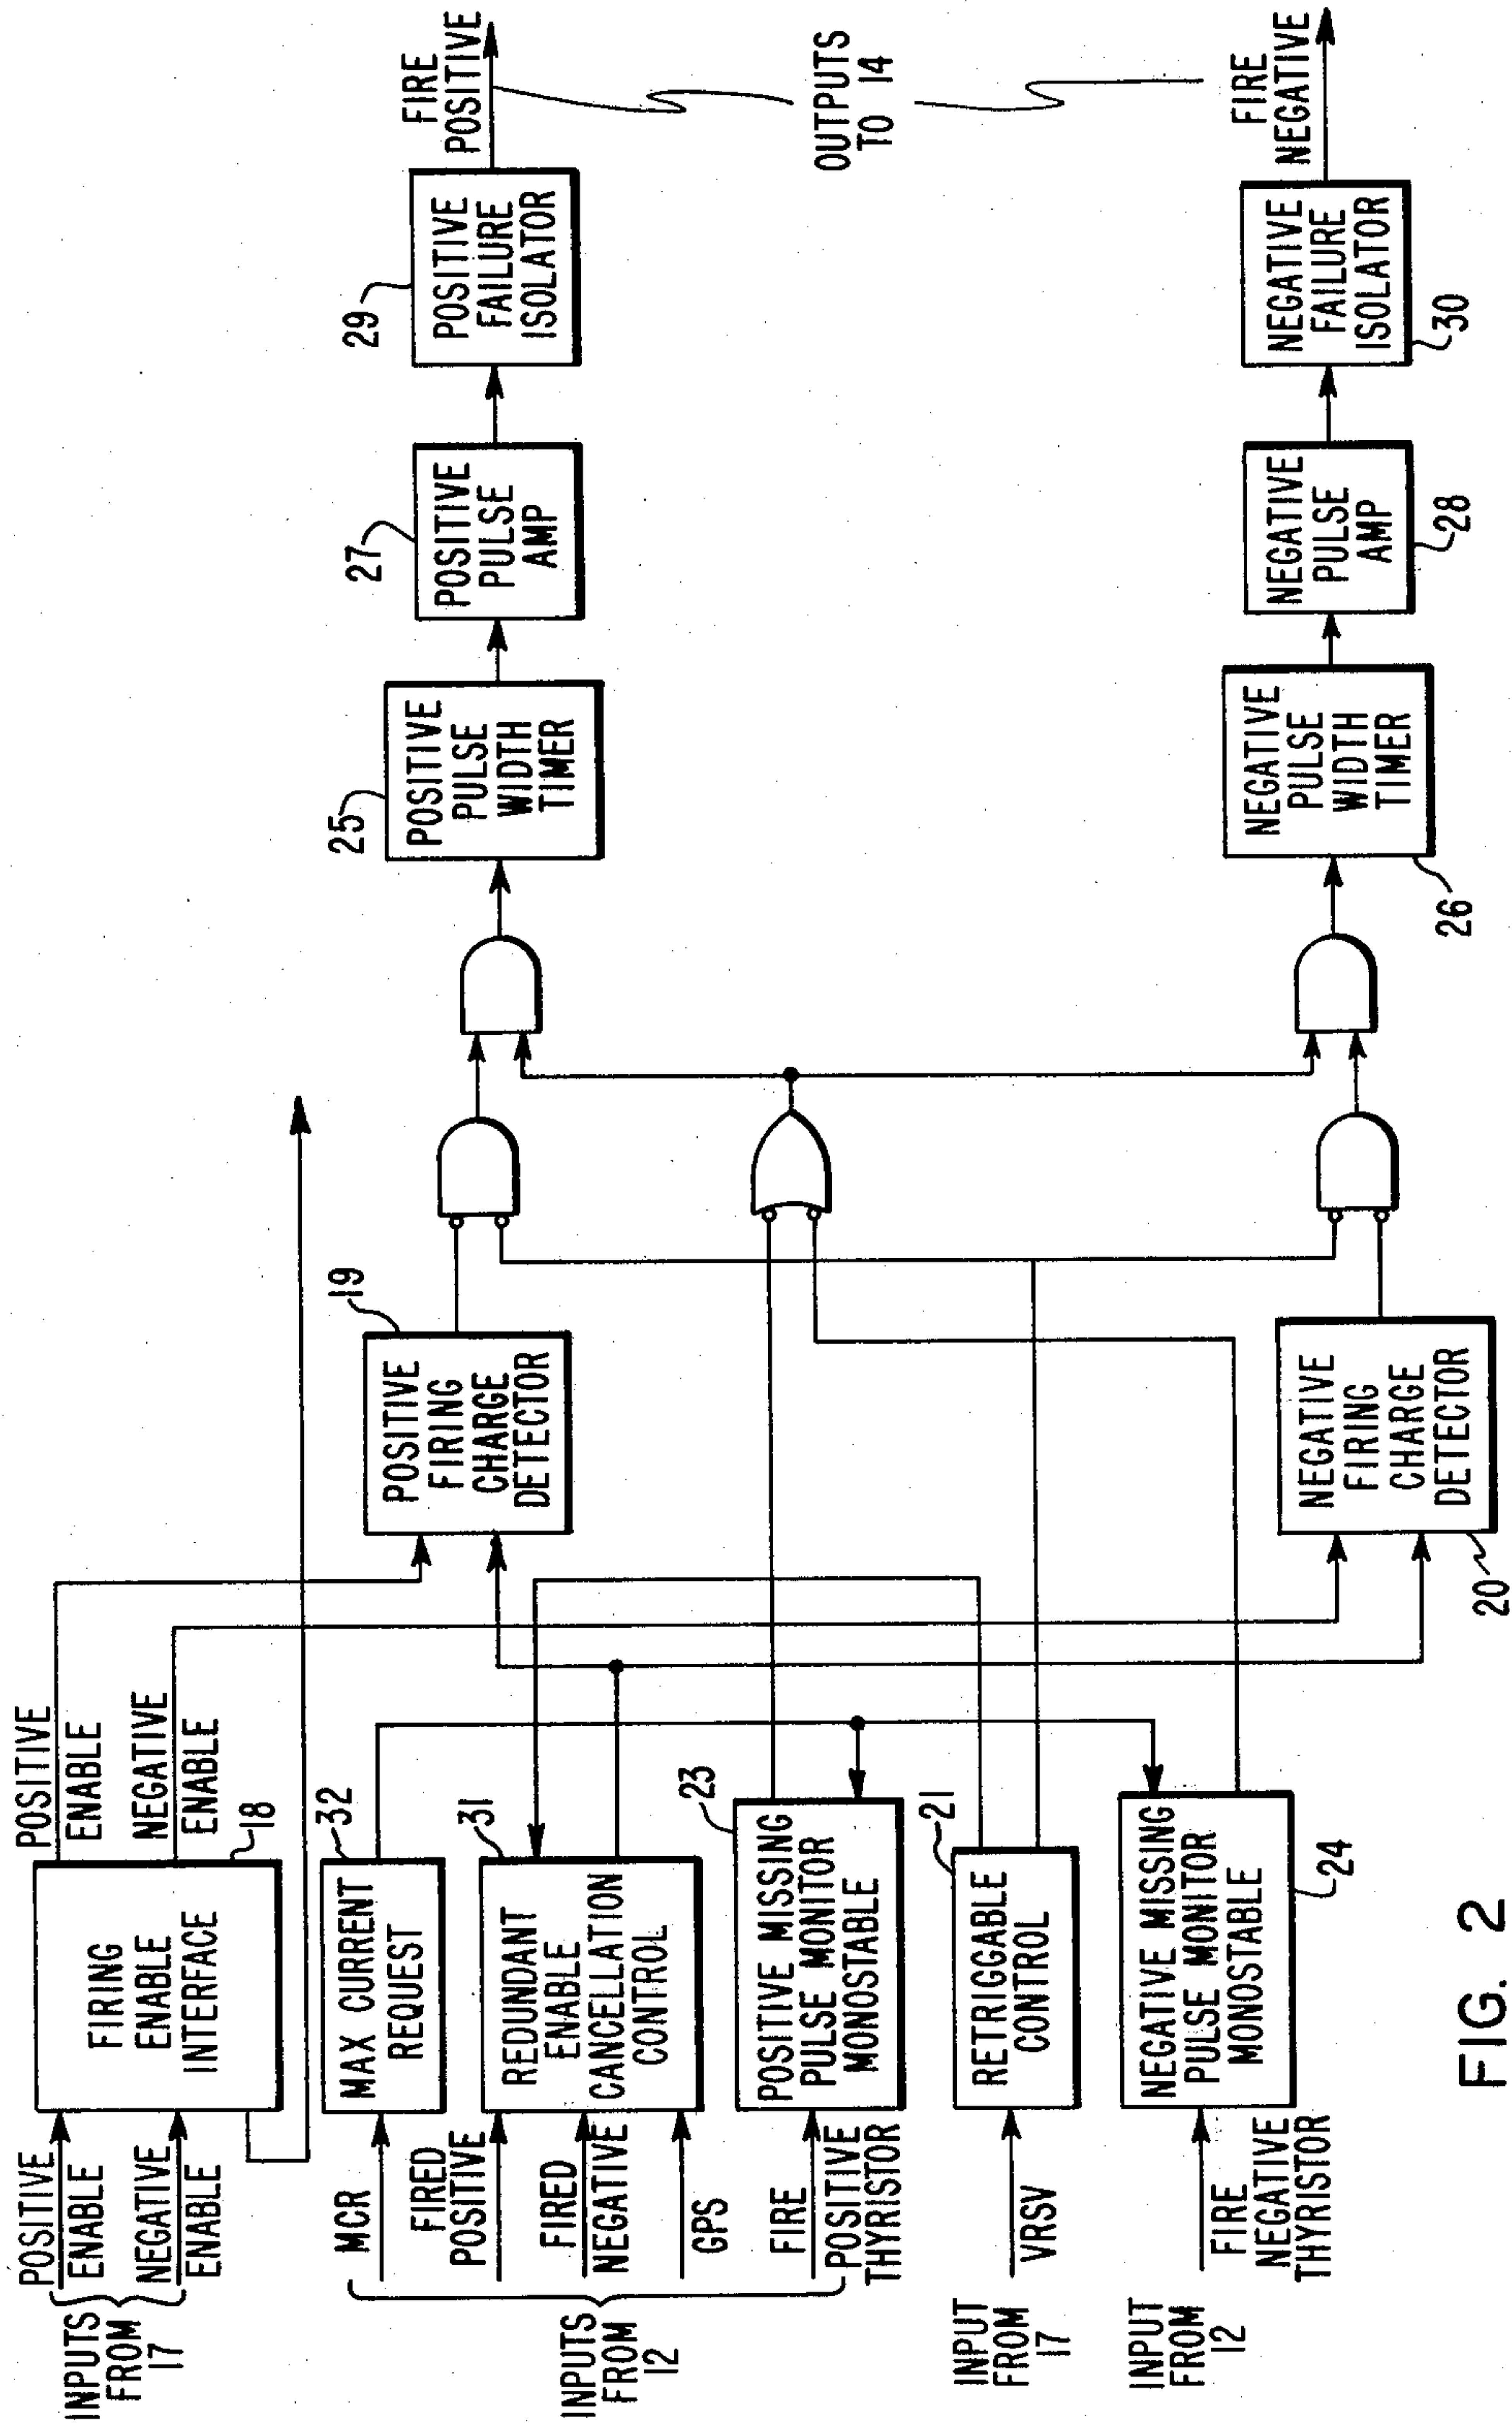 INPUTS
FROM
17
POSITIVE
ENABLE
NEGATIVE
ENABLE
FIRING
ENABLE
INTERFACE
18
POSITIVE
ENABLE
NEGATIVE
ENABLE
INPUTS
FROM
12
MCR
FIRED
POSITIVE
FIRED
NEGATIVE
GPS
FIRE
POSITIVE
THYRISTOR
MAX CURRENT
REQUEST
32
REDUNDANT
ENABLE
CANCELLATION
CONTROL
31
POSITIVE MISSING
PULSE MONITOR
MONOSTABLE
23
INPUT
FROM
17
VRSV
RETRIGGABLE
CONTROL
21
INPUT
FROM
12
FIRE
NEGATIVE
THYRISTOR
NEGATIVE MISSING
PULSE MONITOR
MONOSTABLE
24
POSITIVE
FIRING
CHARGE
DETECTOR
19
NEGATIVE
FIRING
CHARGE
DETECTOR
20
25
POSITIVE
PULSE
WIDTH
TIMER
27
POSITIVE
PULSE
AMP
29
POSITIVE
FAILURE
ISOLATOR
FIRE
POSITIVE
OUTPUTS
TO 14
NEGATIVE
PULSE
WIDTH
TIMER
26
NEGATIVE
PULSE
AMP
28
NEGATIVE
FAILURE
ISOLATOR
30
FIRE
NEGATIVE
FIG. 2